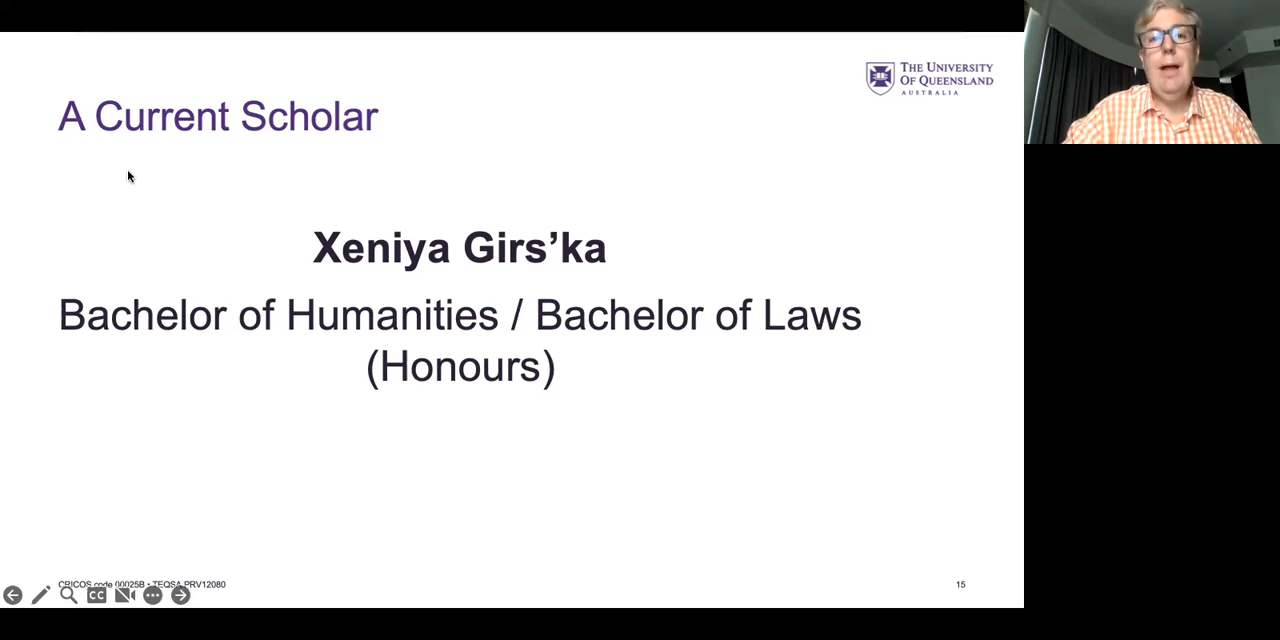 THE UNIVERSITY
OF QUEENSLAND
AUSTRALIA
A Current Scholar
Xeniya Girs’ka
Bachelor of Humanities / Bachelor of Laws
(Honours)
CRICOS code 00025B • TEQSA PRV12080
15
CC